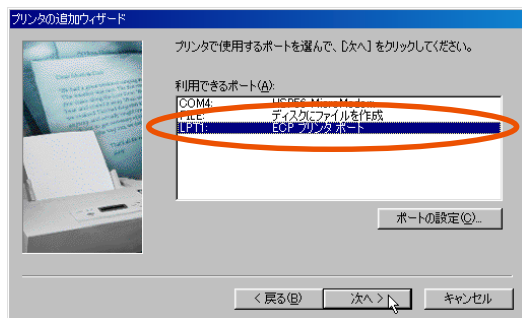 プリンタの追加ウィザード
プリンタで使用するポートを選んで、[次へ] をクリックしてください。
利用できるポート(A):
COM4: HSP56 MicroModem
FILE: ディスクにファイルを作成
LPT1: ECP プリンタ ポート
ポートの設定(C)...
< 戻る(B) 次へ > キャンセル